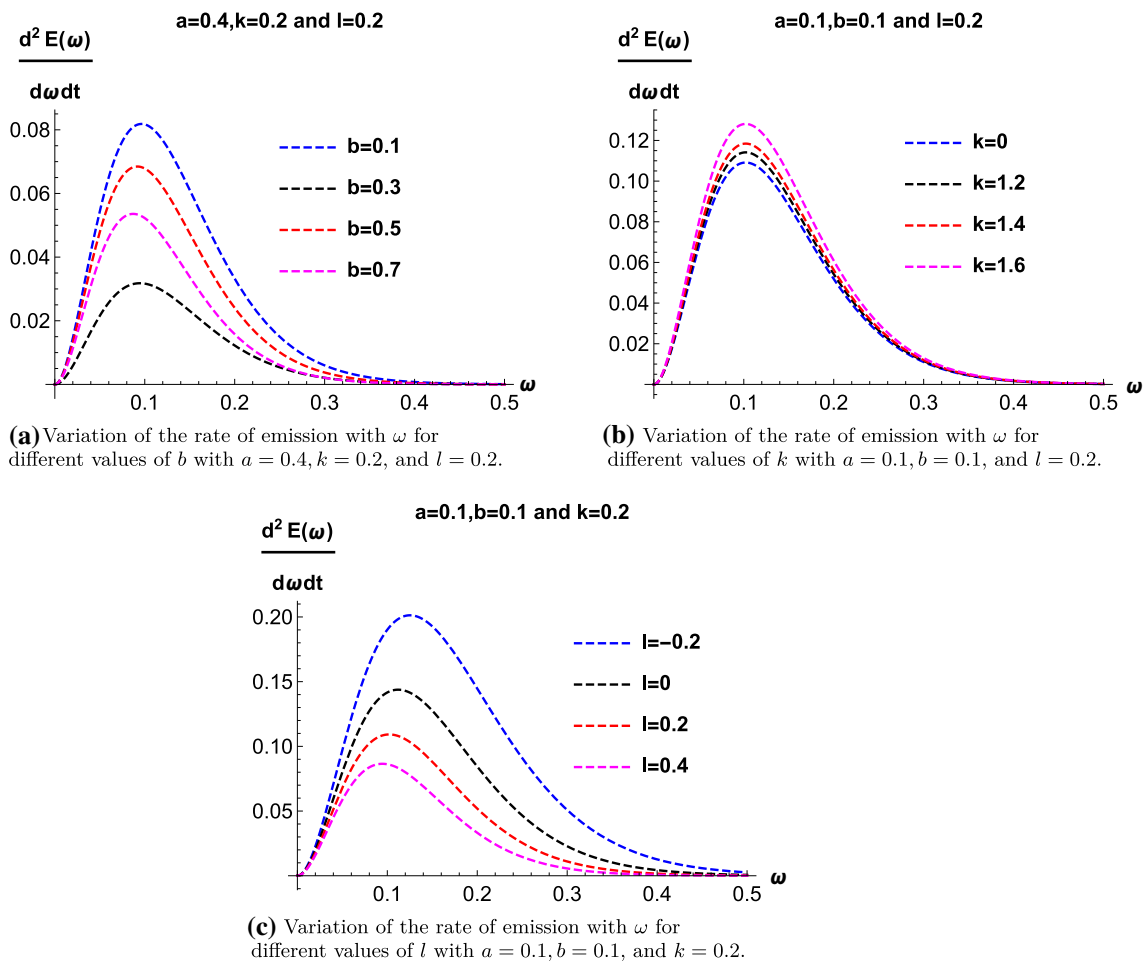 a=0.4,k=0.2 and l=0.2
d² E(ω)
dωdt
0.08
0.06
0.04
0.02
b=0.1
b=0.3
b=0.5
b=0.7
0.1 0.2 0.3 0.4 0.5
ω
(a) Variation of the rate of emission with ω for
different values of b with a = 0.4, k = 0.2, and l = 0.2.
a=0.1,b=0.1 and l=0.2
d² E(ω)
dωdt
0.12
0.10
0.08
0.06
0.04
0.02
k=0
k=1.2
k=1.4
k=1.6
0.1 0.2 0.3 0.4 0.5
ω
(b) Variation of the rate of emission with ω for
different values of k with a = 0.1, b = 0.1, and l = 0.2.
a=0.1,b=0.1 and k=0.2
d² E(ω)
dωdt
0.20
0.15
0.10
0.05
l=−0.2
l=0
l=0.2
l=0.4
0.1 0.2 0.3 0.4 0.5
ω
(c) Variation of the rate of emission with ω for
different values of l with a = 0.1, b = 0.1, and k = 0.2.